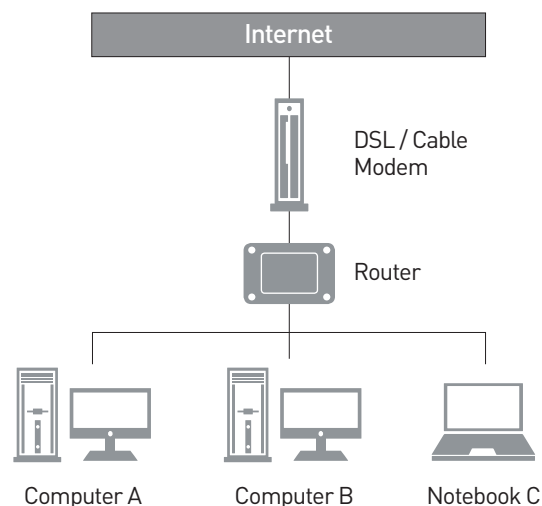 Internet
DSL / Cable
Modem
Router
Computer A
Computer B
Notebook C